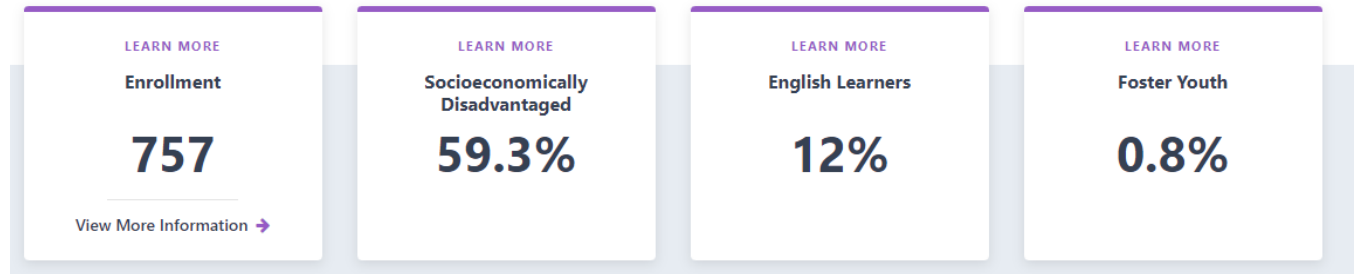 LEARN MORE
Enrollment
757
View More Information
LEARN MORE
Socioeconomically
Disadvantaged
59.3%
LEARN MORE
English Learners
12%
LEARN MORE
Foster Youth
0.8%